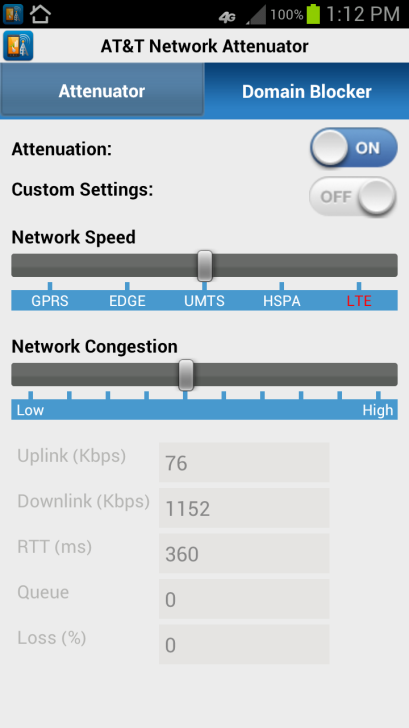 4G 100% 1:12 PM
AT&T Network Attenuator
Attenuator Domain Blocker
Attenuation: ON
Custom Settings: OFF
Network Speed
GPRS EDGE UMTS HSPA LTE
Network Congestion
Low High
Uplink (Kbps) 76
Downlink (Kbps) 1152
RTT (ms) 360
Queue 0
Loss (%) 0